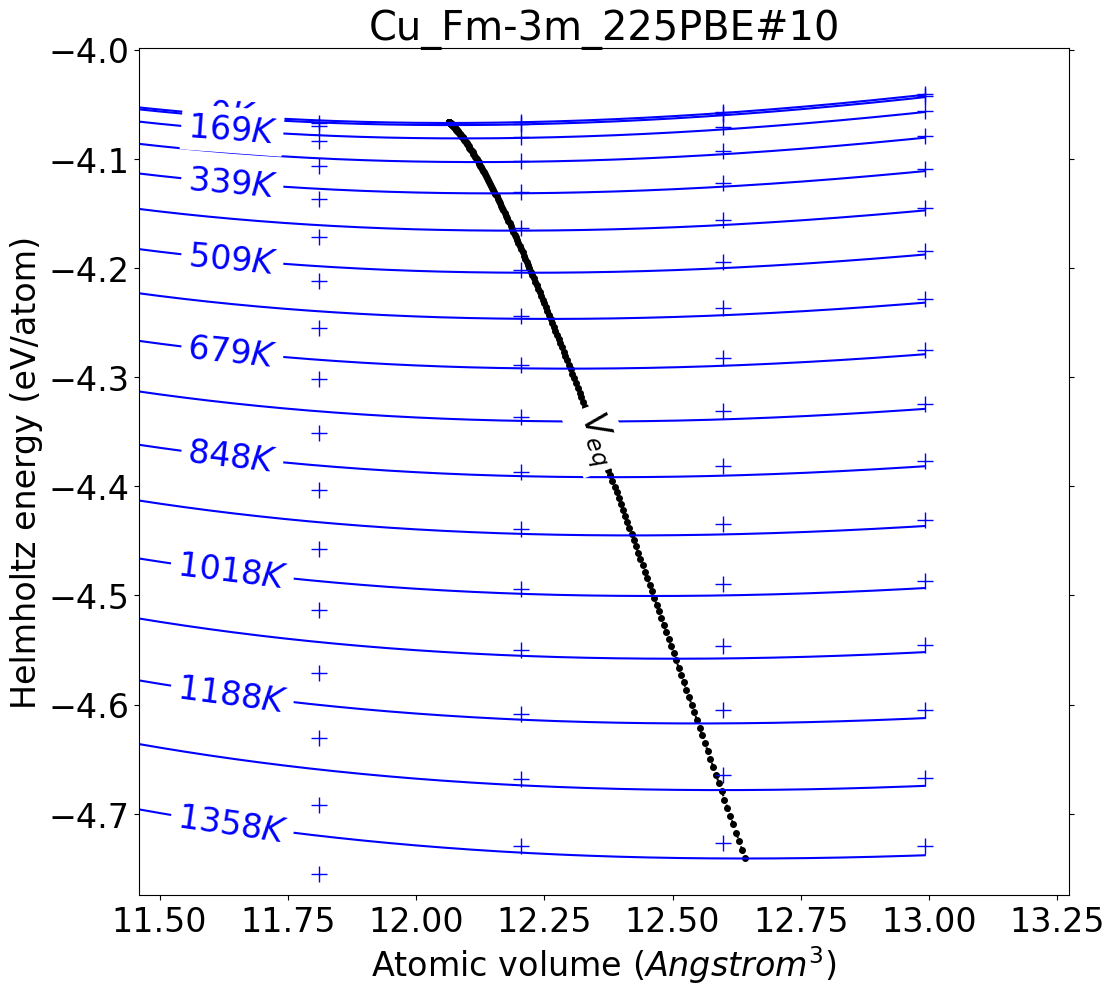 Cu_Fm-3m_225PBE#10
Helmholtz energy (eV/atom)
−4.0
−4.1
−4.2
−4.3
−4.4
−4.5
−4.6
−4.7
0K
169K
339K
509K
679K
848K
1018K
1188K
1358K
V_eq
11.50 11.75 12.00 12.25 12.50 12.75 13.00 13.25
Atomic volume (Angstrom³)